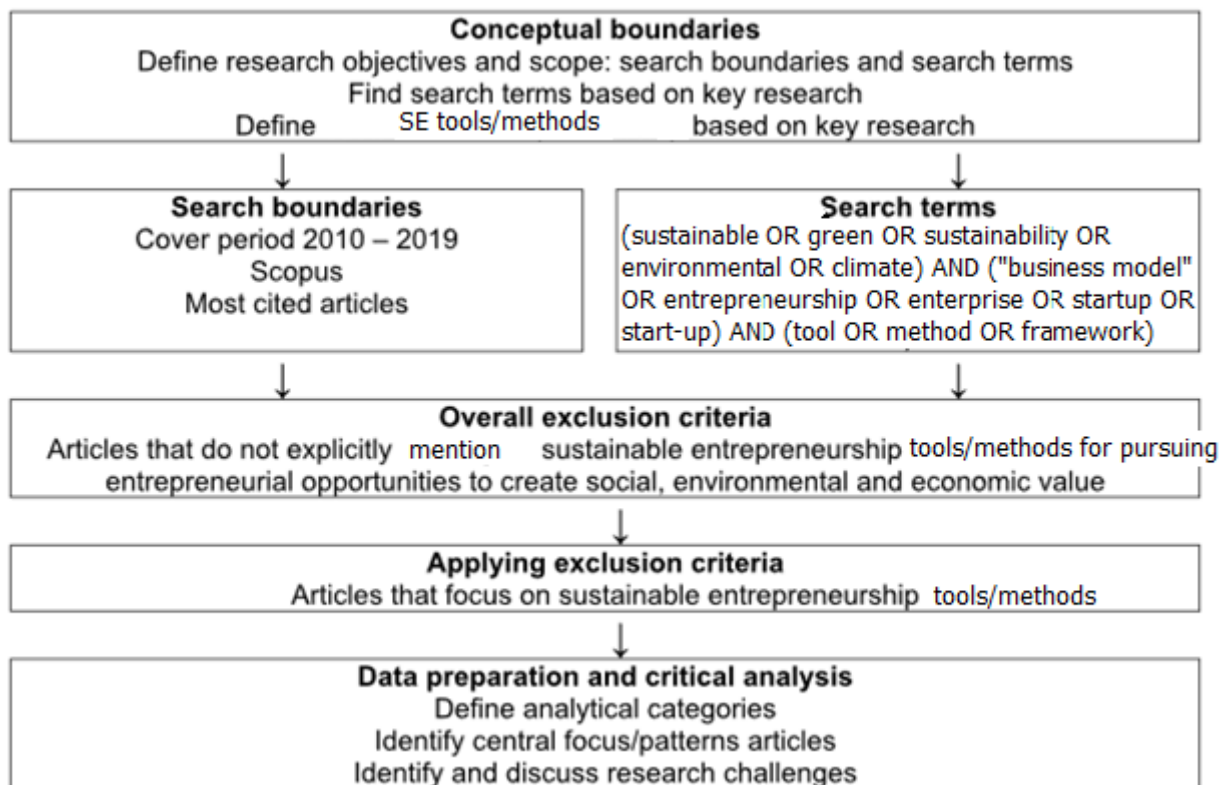 Conceptual boundaries
Define research objectives and scope: search boundaries and search terms
Find search terms based on key research
Define SE tools/methods based on key research
Search boundaries
Cover period 2010 – 2019
Scopus
Most cited articles
Search terms
(sustainable OR green OR sustainability OR
environmental OR climate) AND ("business model"
OR entrepreneurship OR enterprise OR startup OR
start-up) AND (tool OR method OR framework)
Overall exclusion criteria
Articles that do not explicitly mention sustainable entrepreneurship tools/methods for pursuing
entrepreneurial opportunities to create social, environmental and economic value
Applying exclusion criteria
Articles that focus on sustainable entrepreneurship tools/methods
Data preparation and critical analysis
Define analytical categories
Identify central focus/patterns articles
Identify and discuss research challenges